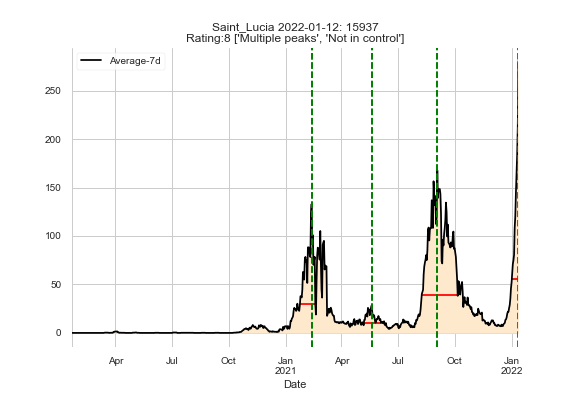 Saint_Lucia 2022-01-12: 15937
Rating:8 ['Multiple peaks', 'Not in control']
Average-7d
250
200
150
100
50
0
Apr
Jul
Oct
Jan
2021
Apr
Jul
Oct
Jan
2022
Date